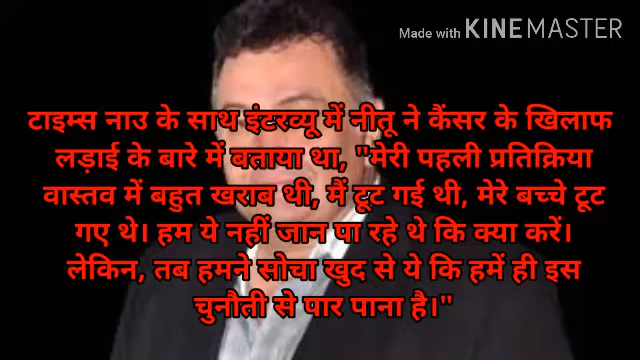 Made with KINEMASTER
टाइम्स नाउ के साथ इंटरव्यू में नीतू ने कैंसर के खिलाफ
लड़ाई के बारे में बताया था, "मेरी पहली प्रतिक्रिया
वास्तव में बहुत खराब थी, मैं टूट गई थी, मेरे बच्चे टूट
गए थे। हम ये नहीं जान पा रहे थे कि क्या करें।
लेकिन, तब हमने सोचा खुद से ये कि हमें ही इस
चुनौती से पार पाना है।"